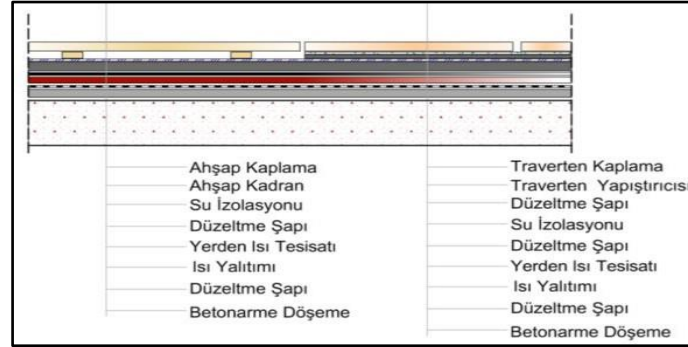 Ahşap Kaplama
Ahşap Kadran
Su İzolasyonu
Düzeltme Şapı
Yerden Isı Tesisatı
Isı Yalıtımı
Düzeltme Şapı
Betonarme Döşeme
Traverten Kaplama
Traverten Yapıştırıcısı
Düzeltme Şapı
Su İzolasyonu
Düzeltme Şapı
Yerden Isı Tesisatı
Isı Yalıtımı
Düzeltme Şapı
Betonarme Döşeme